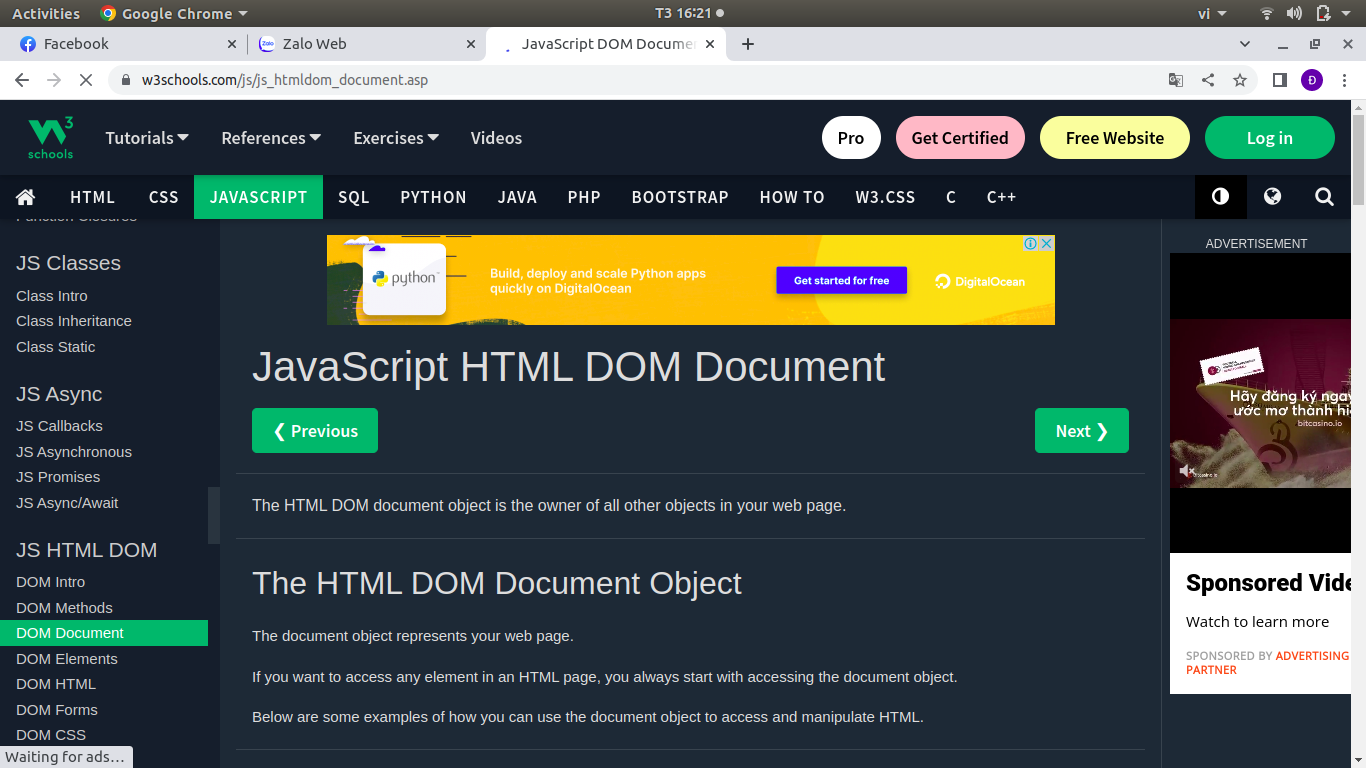 Activities
Google Chrome
T3 16:21
vi
Facebook
Zalo Web
JavaScript DOM Docume
w3schools.com/js/js_htmldom_document.asp
W3
schools
Tutorials
References
Exercises
Videos
Pro
Get Certified
Free Website
Log in
HTML
CSS
JAVASCRIPT
SQL
PYTHON
JAVA
PHP
BOOTSTRAP
HOW TO
W3.CSS
C
C++
Function Closures
JS Classes
Class Intro
Class Inheritance
Class Static
JS Async
JS Callbacks
JS Asynchronous
JS Promises
JS Async/Await
JS HTML DOM
DOM Intro
DOM Methods
DOM Document
DOM Elements
DOM HTML
DOM Forms
DOM CSS
Waiting for ads…
python
Build, deploy and scale Python apps
quickly on DigitalOcean
Get started for free
DigitalOcean
JavaScript HTML DOM Document
❮ Previous
Next ❯
The HTML DOM document object is the owner of all other objects in your web page.
The HTML DOM Document Object
The document object represents your web page.
If you want to access any element in an HTML page, you always start with accessing the document object.
Below are some examples of how you can use the document object to access and manipulate HTML.
ADVERTISEMENT
Hãy đăng ký ngay
ước mơ thành hi
bitcasino.io
Sponsored Vide
Watch to learn more
SPONSORED BY ADVERTISING
PARTNER